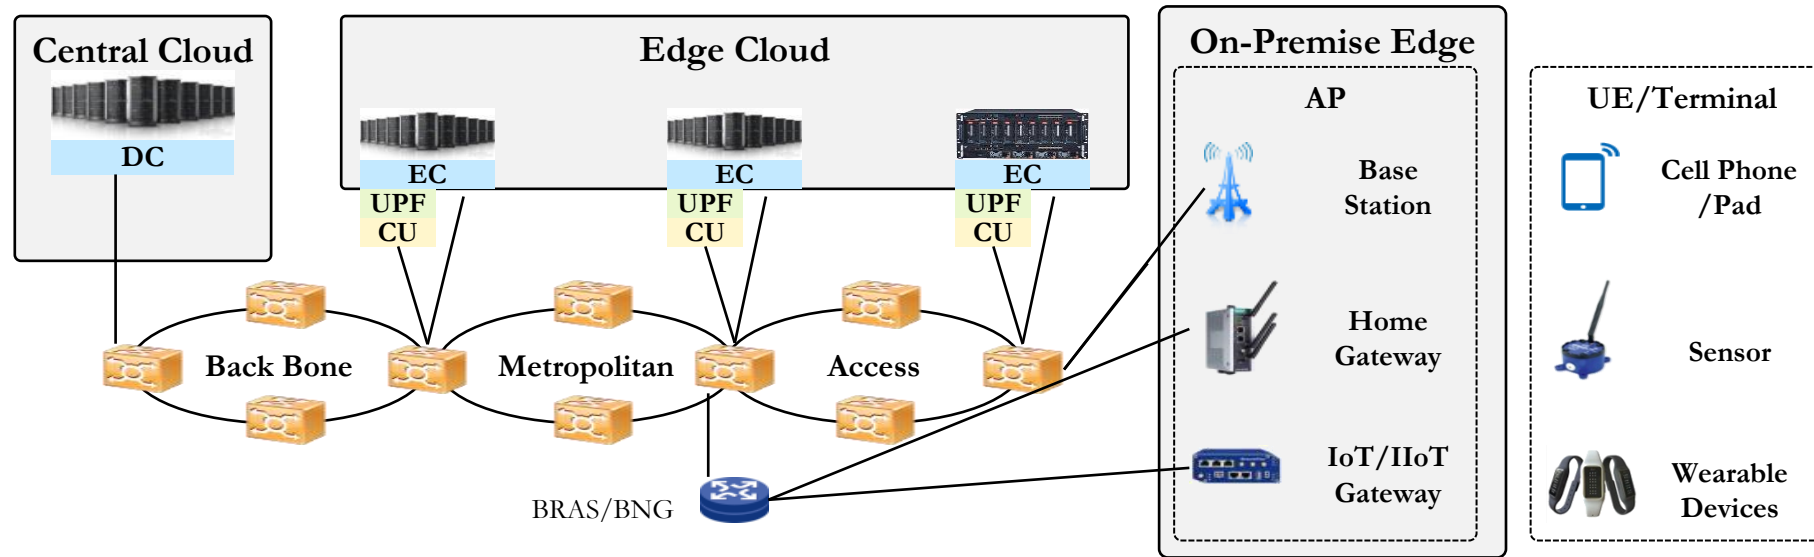 Central Cloud
DC
Edge Cloud
EC
UPF
CU
EC
UPF
CU
EC
UPF
CU
Back Bone
Metropolitan
Access
BRAS/BNG
On-Premise Edge
AP
Base
Station
Home
Gateway
IoT/IIoT
Gateway
UE/Terminal
Cell Phone
/Pad
Sensor
Wearable
Devices